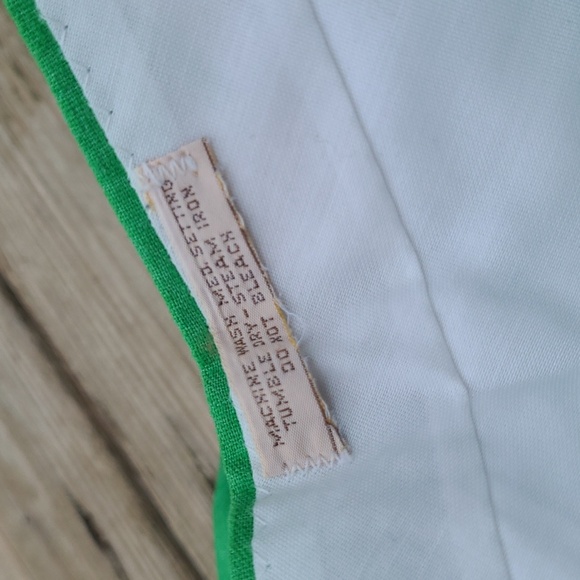 MACHINE WASH MED. SETTING
TUMBLE DRY - STEAM IRON
DO NOT BLEACH